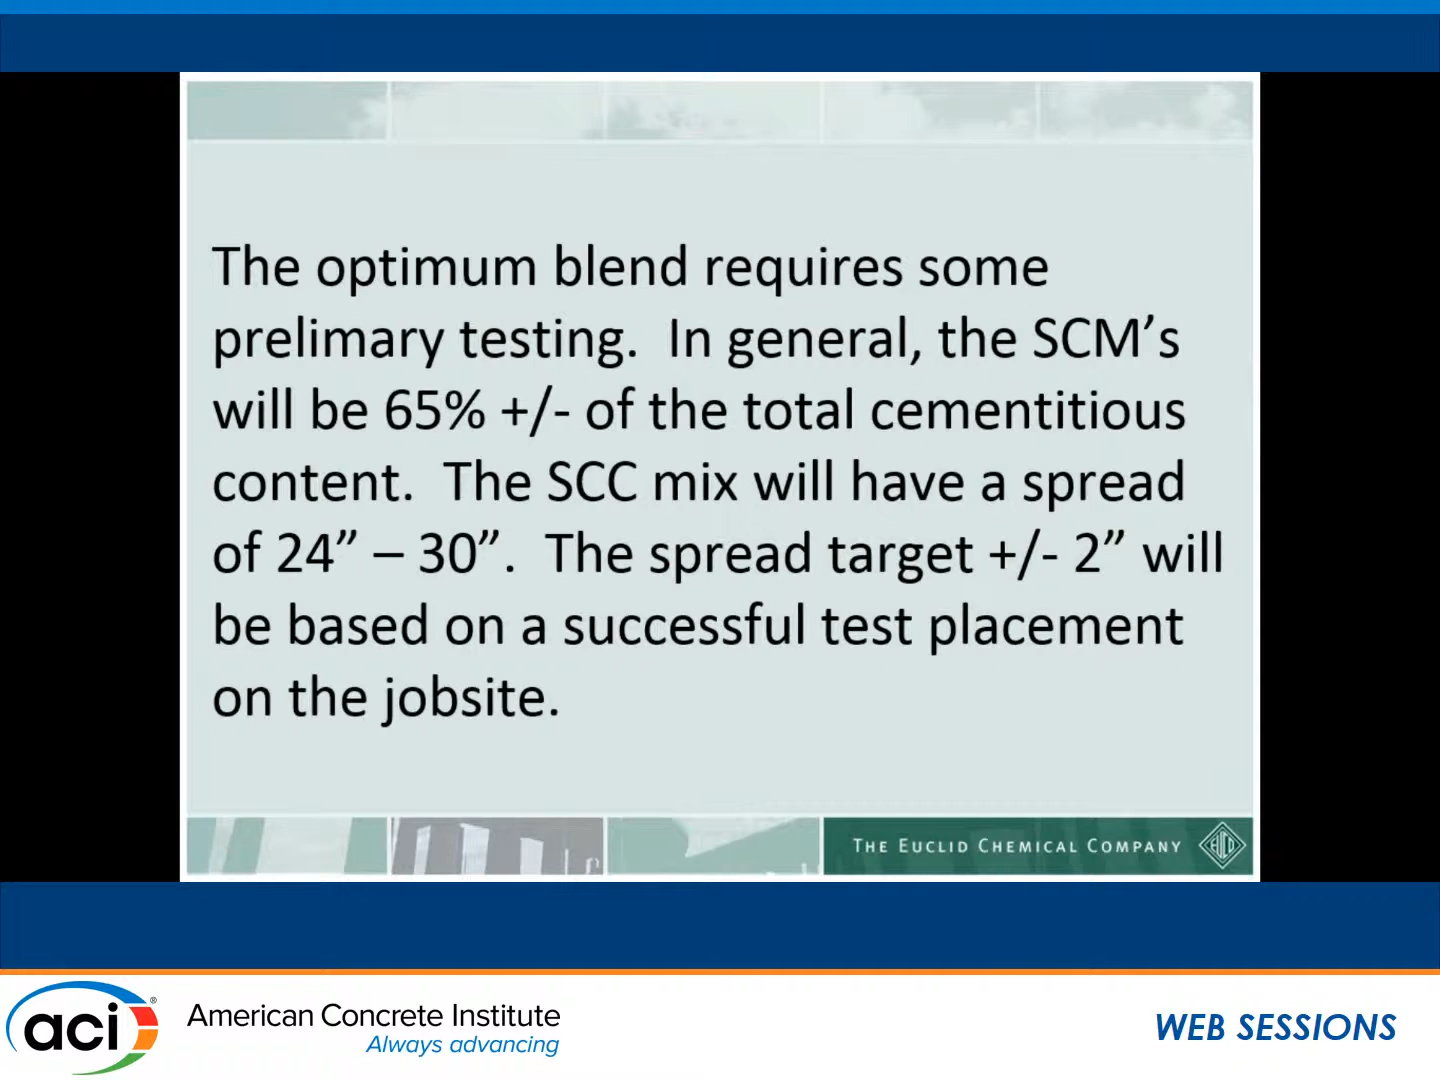 The optimum blend requires some
prelimary testing.  In general, the SCM’s
will be 65% +/- of the total cementitious
content.  The SCC mix will have a spread
of 24” – 30”.  The spread target +/- 2” will
be based on a successful test placement
on the jobsite.
THE EUCLID CHEMICAL COMPANY
EUCO
aci®
American Concrete Institute
Always advancing
WEB SESSIONS